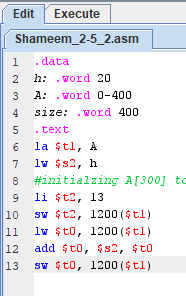 Edit Execute
Shameem_2-5_2.asm
1 .data
2 h: .word 20
3 A: .word 0-400
4 size: .word 400
5 .text
6 la $t1, A
7 lw $s2, h
8 #initialzing A[300] to
9 li $t2, 13
10 sw $t2, 1200($t1)
11 lw $t0, 1200($t1)
12 add $t0, $s2, $t0
13 sw $t0, 1200($t1)